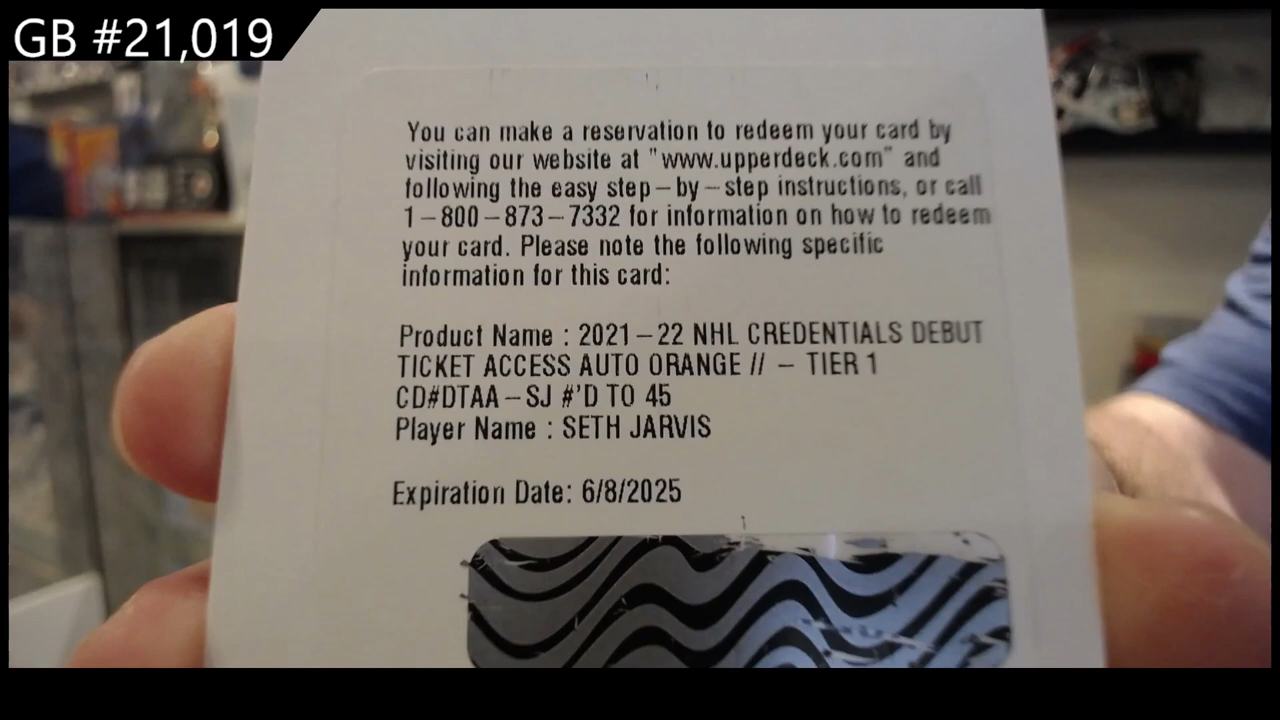 GB #21,019
You can make a reservation to redeem your card by
visiting our website at "www.upperdeck.com" and
following the easy step–by–step instructions, or call
1–800–873–7332 for information on how to redeem
your card. Please note the following specific
information for this card:
Product Name : 2021–22 NHL CREDENTIALS DEBUT
TICKET ACCESS AUTO ORANGE // – TIER 1
CD#DTAA–SJ #'D TO 45
Player Name : SETH JARVIS
Expiration Date: 6/8/2025